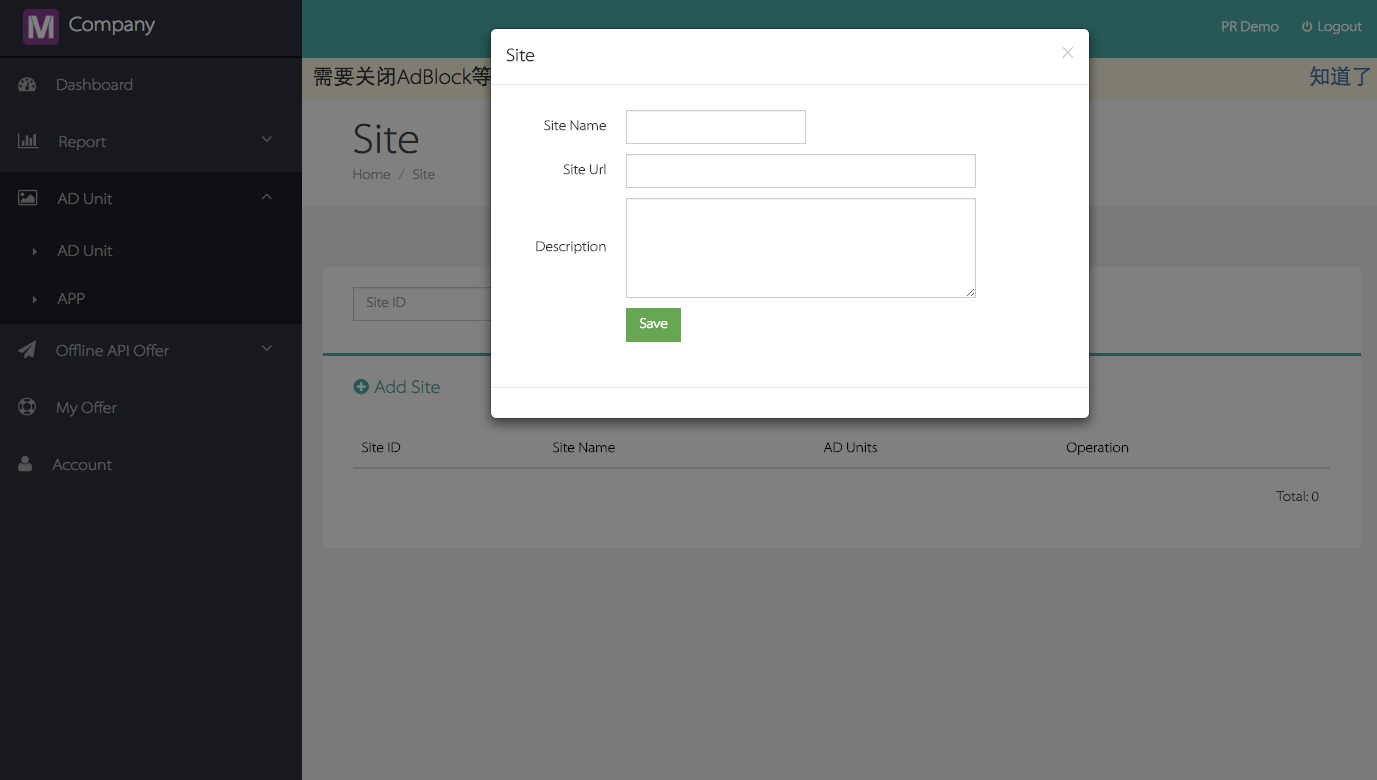 M Company
PR Demo
Logout
Dashboard
Report
AD Unit
AD Unit
APP
Offline API Offer
My Offer
Account
需要关闭AdBlock等
知道了
Site
Home / Site
Site ID
Add Site
Site ID Site Name AD Units Operation
Total: 0
Site
×
Site Name
Site Url
Description
Save